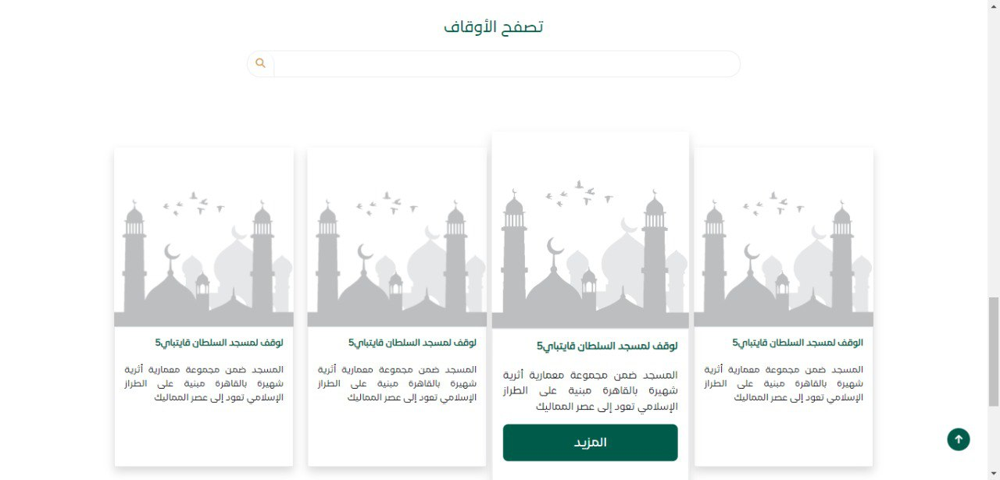 تصفح الأوقاف
الوقف لمسجد السلطان قايتباي5
المسجد ضمن مجموعة معمارية أثرية
شهيرة بالقاهرة مبنية على الطراز
الإسلامي تعود إلى عصر المماليك
لوقف لمسجد السلطان قايتباي5
المسجد ضمن مجموعة معمارية أثرية
شهيرة بالقاهرة مبنية على الطراز
الإسلامي تعود إلى عصر المماليك
المزيد
لوقف لمسجد السلطان قايتباي5
المسجد ضمن مجموعة معمارية أثرية
شهيرة بالقاهرة مبنية على الطراز
الإسلامي تعود إلى عصر المماليك
لوقف لمسجد السلطان قايتباي5
المسجد ضمن مجموعة معمارية أثرية
شهيرة بالقاهرة مبنية على الطراز
الإسلامي تعود إلى عصر المماليك